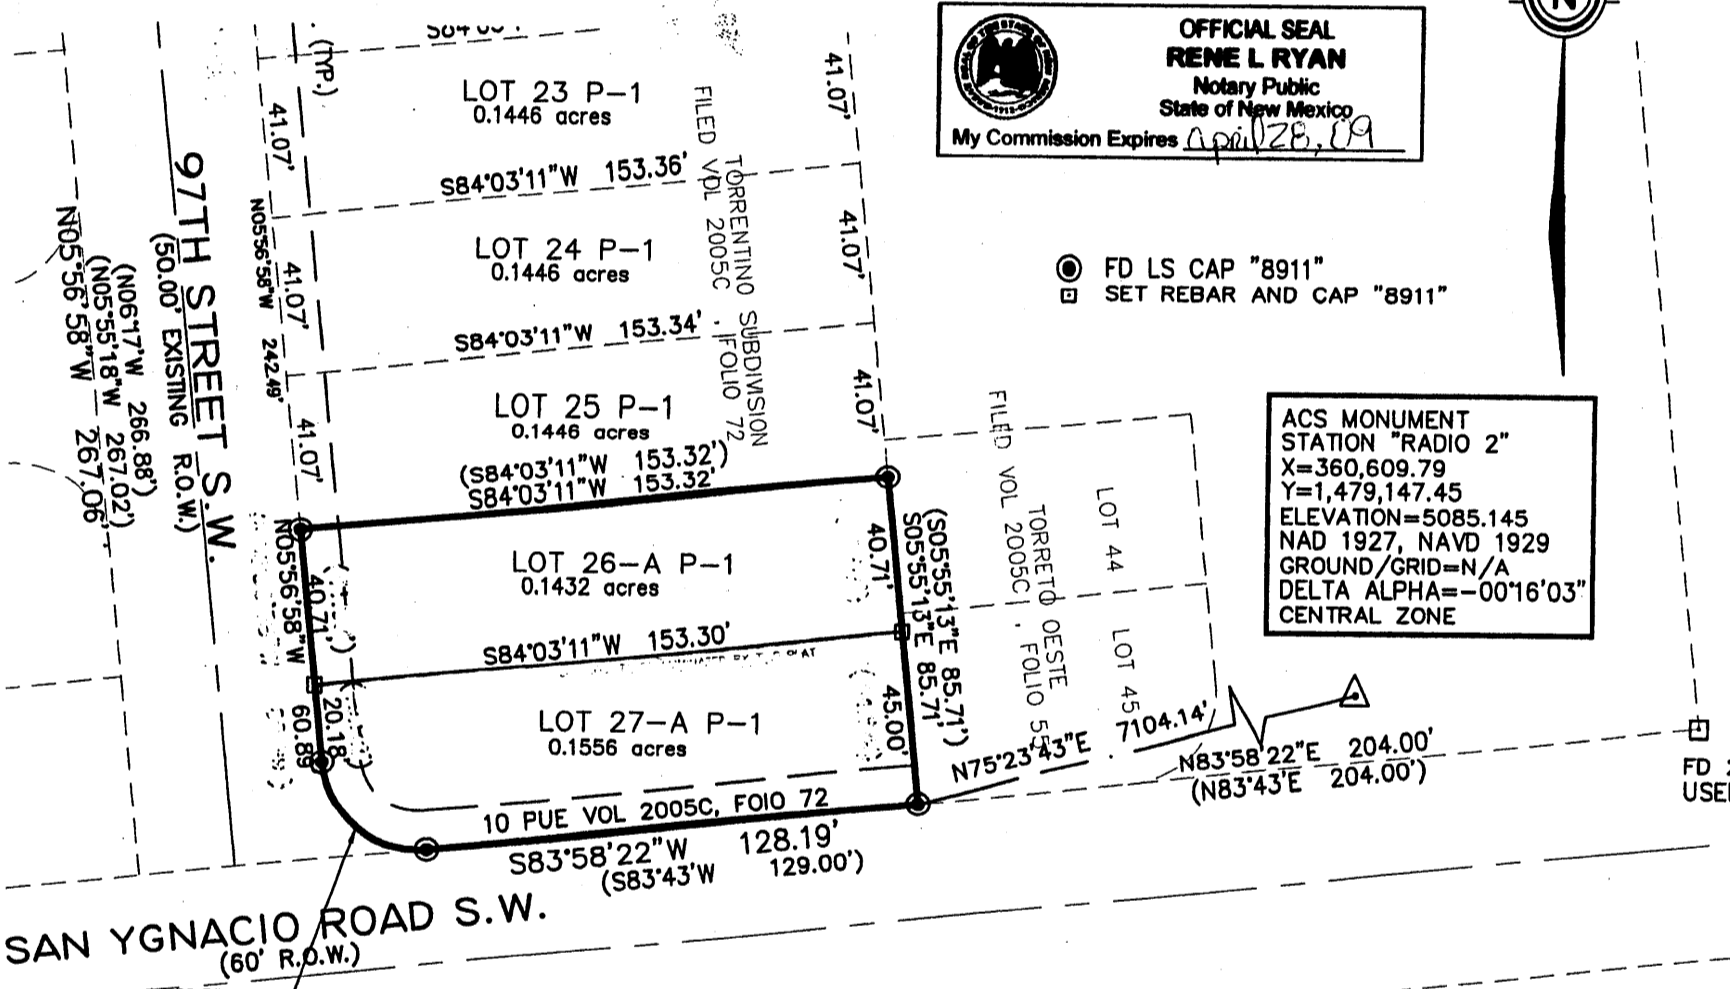 OFFICIAL SEAL
RENE L RYAN
Notary Public
State of New Mexico
My Commission Expires April 28, 09
N
(TYP.)
LOT 23 P-1
0.1446 acres
41.07'
41.07'
S84°03'11"W 153.36'
LOT 24 P-1
0.1446 acres
41.07'
41.07'
S84°03'11"W 153.34'
LOT 25 P-1
0.1446 acres
41.07'
41.07'
(S84°03'11"W 153.32')
S84°03'11"W 153.32'
N05°56'58"W 242.49'
TORRENTINO SUBDIVISION
FILED VOL 2005C, FOLIO 72
97TH STREET S.W.
(50.00' EXISTING R.O.W.)
(N06°17'W 266.88')
(N05°55'18"W 267.02')
N05°56'58"W 267.06'
FD LS CAP "8911"
SET REBAR AND CAP "8911"
ACS MONUMENT
STATION "RADIO 2"
X=360,609.79
Y=1,479,147.45
ELEVATION=5085.145
NAD 1927, NAVD 1929
GROUND/GRID=N/A
DELTA ALPHA=-00°16'03"
CENTRAL ZONE
LOT 26-A P-1
0.1432 acres
40.71'
40.71'
N05°56'58"W 60.89
S84°03'11"W 153.30'
(S05°55'13"E 85.71')
S05°55'13"E 85.71'
LOT 27-A P-1
0.1556 acres
20.18'
45.00'
10 PUE VOL 2005C, FOIO 72
S83°58'22"W 128.19'
(S83°43'W 129.00')
LOT 44
LOT 45
TORRETO OESTE
FILED VOL 2005C, FOLIO 55
N75°23'43"E 7104.14'
N83°58'22"E 204.00'
(N83°43'E 204.00')
FD
USE
SAN YGNACIO ROAD S.W.
(60' R.O.W.)